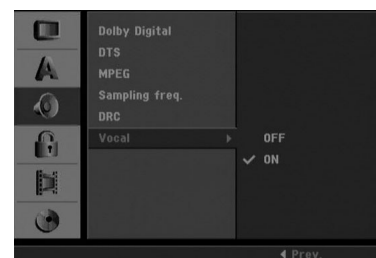 Dolby Digital
DTS
MPEG
Sampling freq.
DRC
Vocal
OFF
ON
Prev.